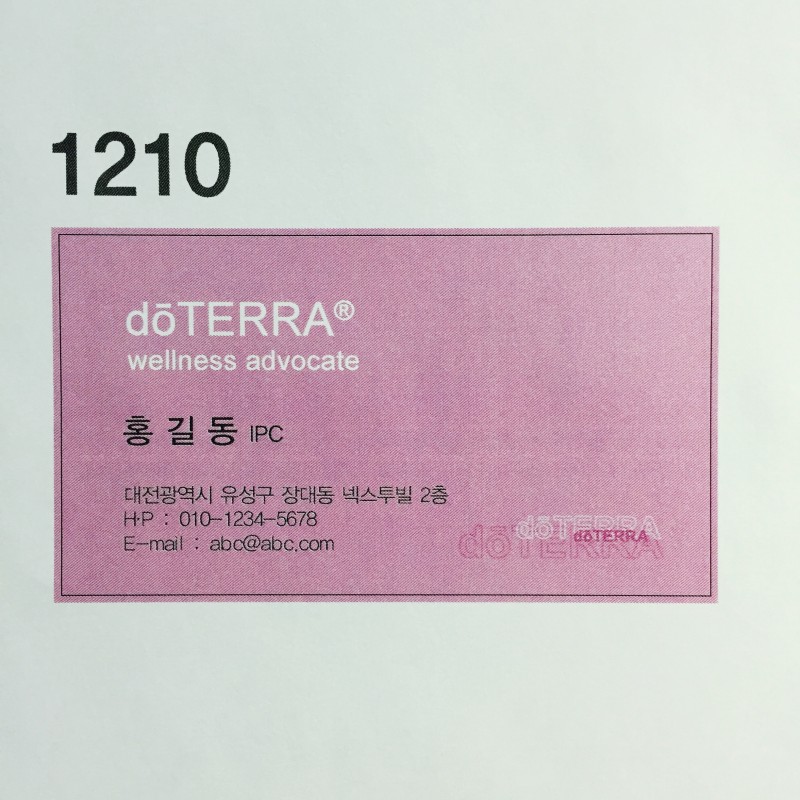 1210
dōTERRA®
wellness advocate
홍 길 동 IPC
대전광역시 유성구 장대동 넥스투빌 2층
H·P : 010-1234-5678
E-mail : abc@abc.com
dōTERRA
dōTERRA
dōTERRA